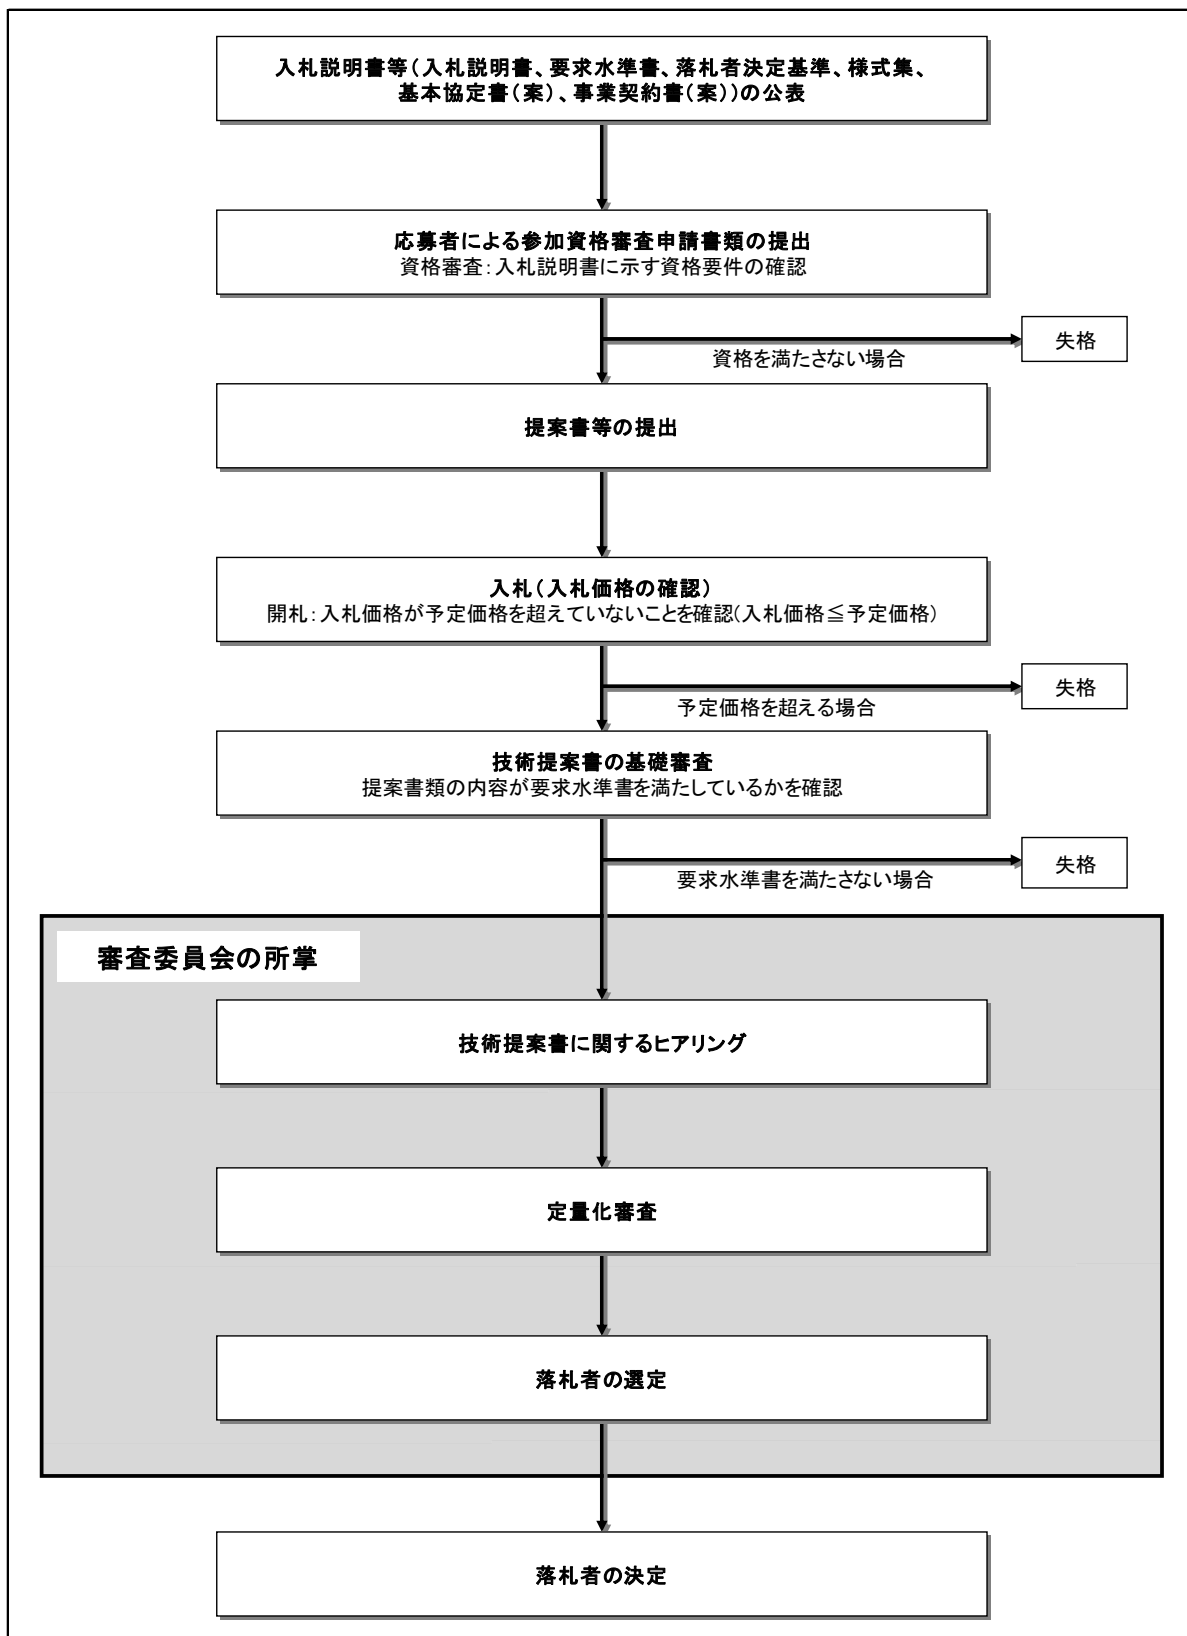 入札説明書等（入札説明書、要求水準書、落札者決定基準、様式集、
基本協定書（案）、事業契約書（案））の公表
応募者による参加資格審査申請書類の提出
資格審査：入札説明書に示す資格要件の確認
失格
資格を満たさない場合
提案書等の提出
入札（入札価格の確認）
開札：入札価格が予定価格を超えていないことを確認(入札価格≦予定価格）
失格
予定価格を超える場合
技術提案書の基礎審査
提案書類の内容が要求水準書を満たしているかを確認
失格
要求水準書を満たさない場合
審査委員会の所掌
技術提案書に関するヒアリング
定量化審査
落札者の選定
落札者の決定